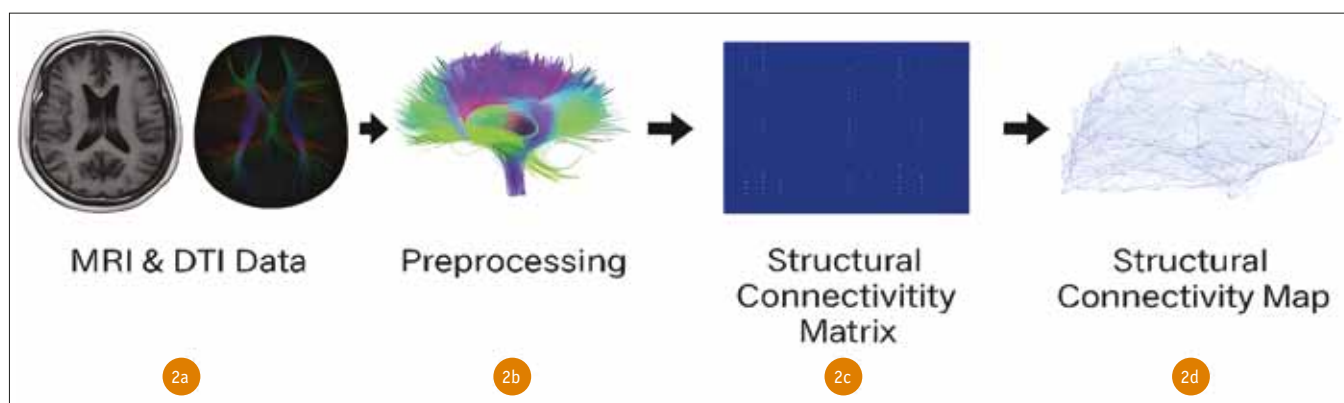 MRI & DTI Data
Preprocessing
Structural
Connectivitity
Matrix
Structural
Connectivity Map
2a
2b
2c
2d